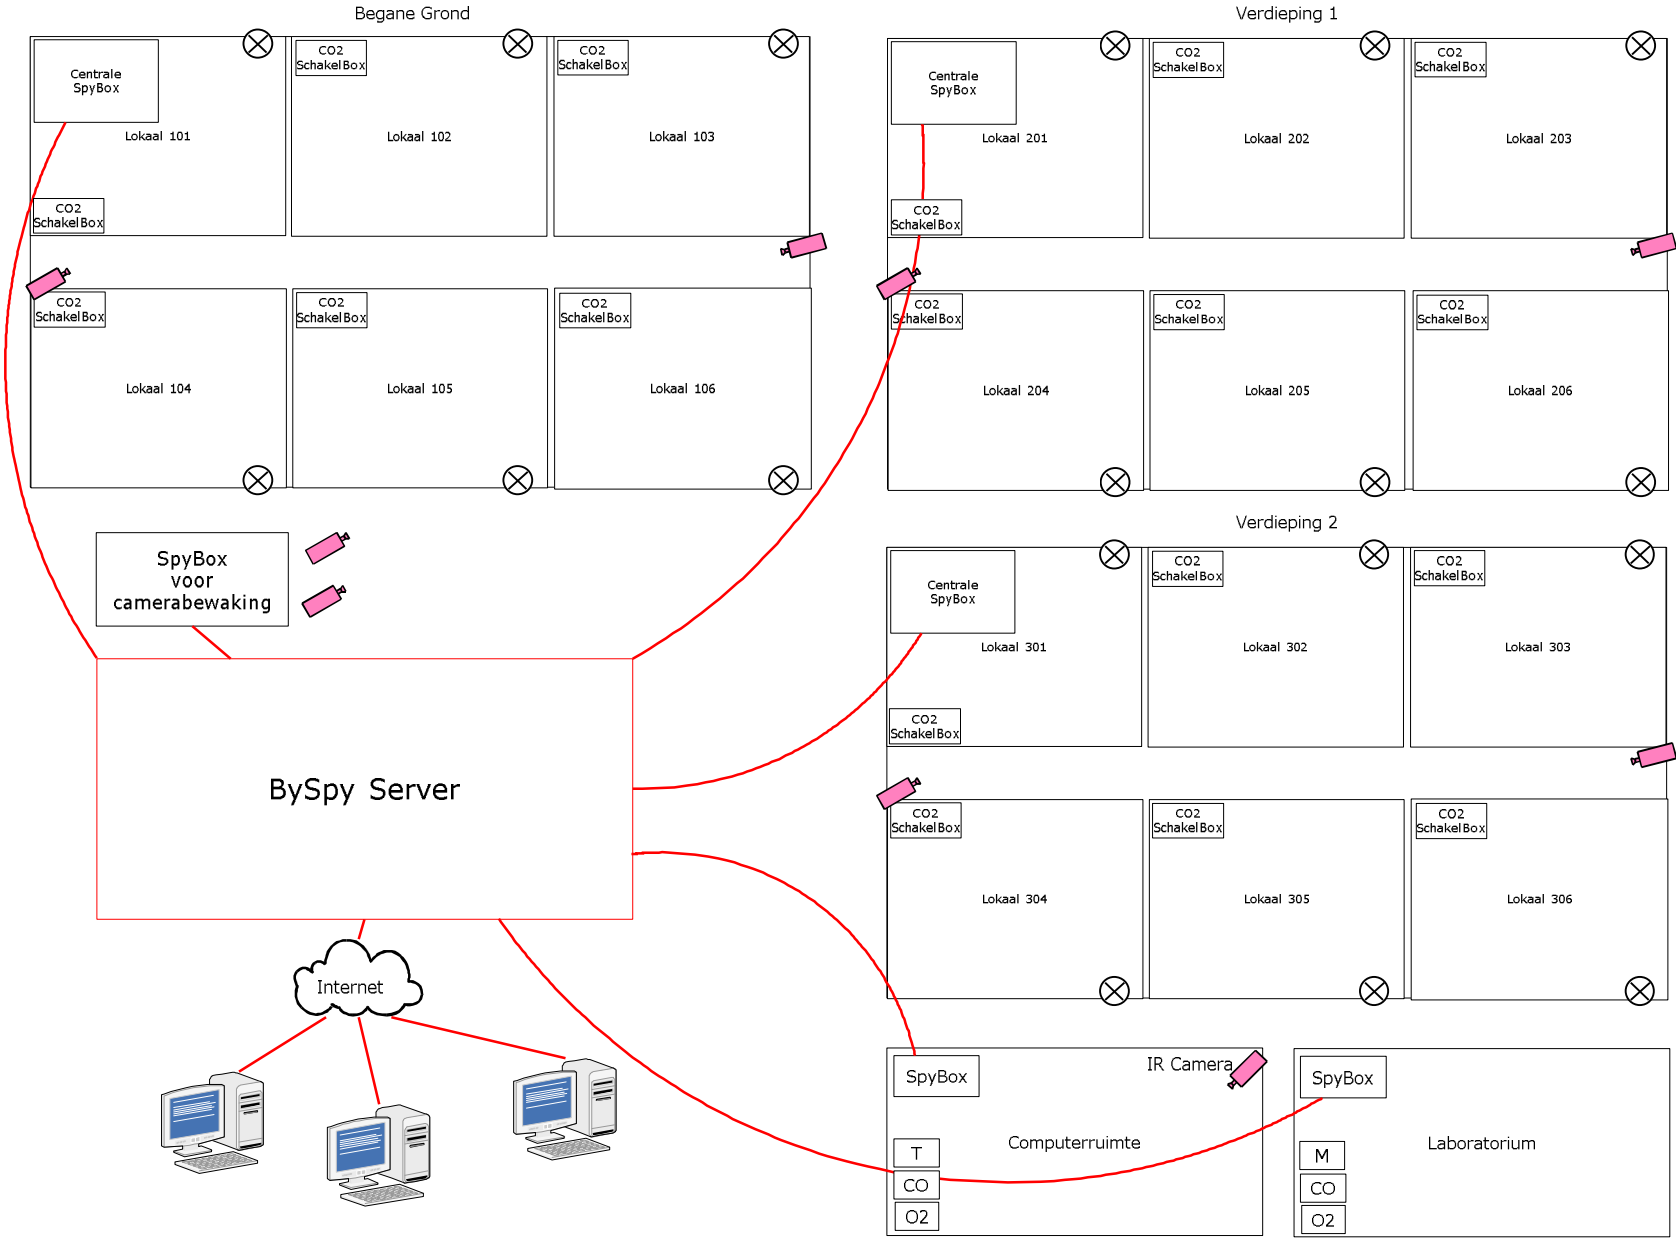 Begane Grond
Centrale
SpyBox
Lokaal 101
CO2
SchakelBox
CO2
SchakelBox
Lokaal 102
CO2
SchakelBox
Lokaal 103
CO2
SchakelBox
Lokaal 104
CO2
SchakelBox
Lokaal 105
CO2
SchakelBox
Lokaal 106
Verdieping 1
Centrale
SpyBox
Lokaal 201
CO2
SchakelBox
CO2
SchakelBox
Lokaal 202
CO2
SchakelBox
Lokaal 203
CO2
SchakelBox
Lokaal 204
CO2
SchakelBox
Lokaal 205
CO2
SchakelBox
Lokaal 206
SpyBox
voor
camerabewaking
BySpy Server
Internet
Verdieping 2
Centrale
SpyBox
Lokaal 301
CO2
SchakelBox
CO2
SchakelBox
Lokaal 302
CO2
SchakelBox
Lokaal 303
CO2
SchakelBox
Lokaal 304
CO2
SchakelBox
Lokaal 305
CO2
SchakelBox
Lokaal 306
SpyBox
IR Camera
Computerruimte
T
CO
O2
SpyBox
Laboratorium
M
CO
O2